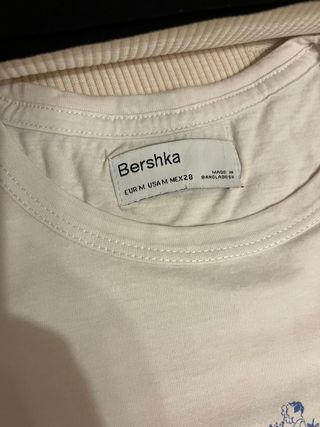 Bershka
EUR M USA M MEX 28
MADE IN
BANGLADESH